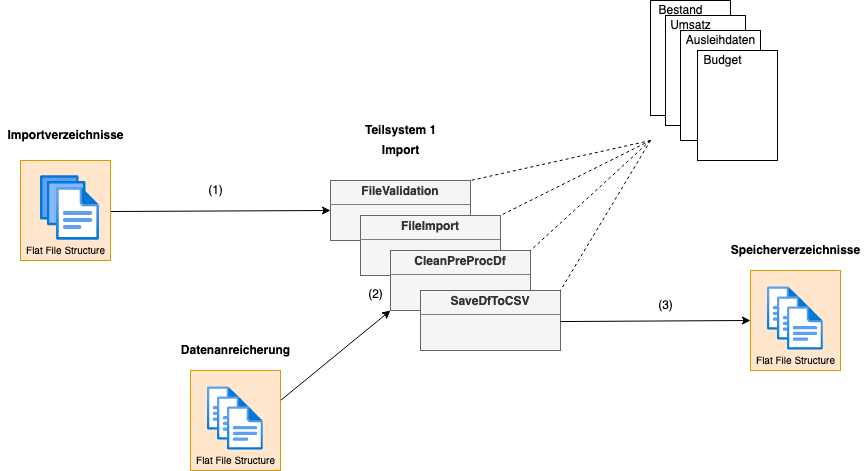 Bestand
Umsatz
Ausleihdaten
Budget
Importverzeichnisse
Flat File Structure
(1)
Teilsystem 1
Import
FileValidation
FileImport
CleanPreProcDf
SaveDfToCSV
(2)
Datenanreicherung
Flat File Structure
(3)
Speicherverzeichnisse
Flat File Structure